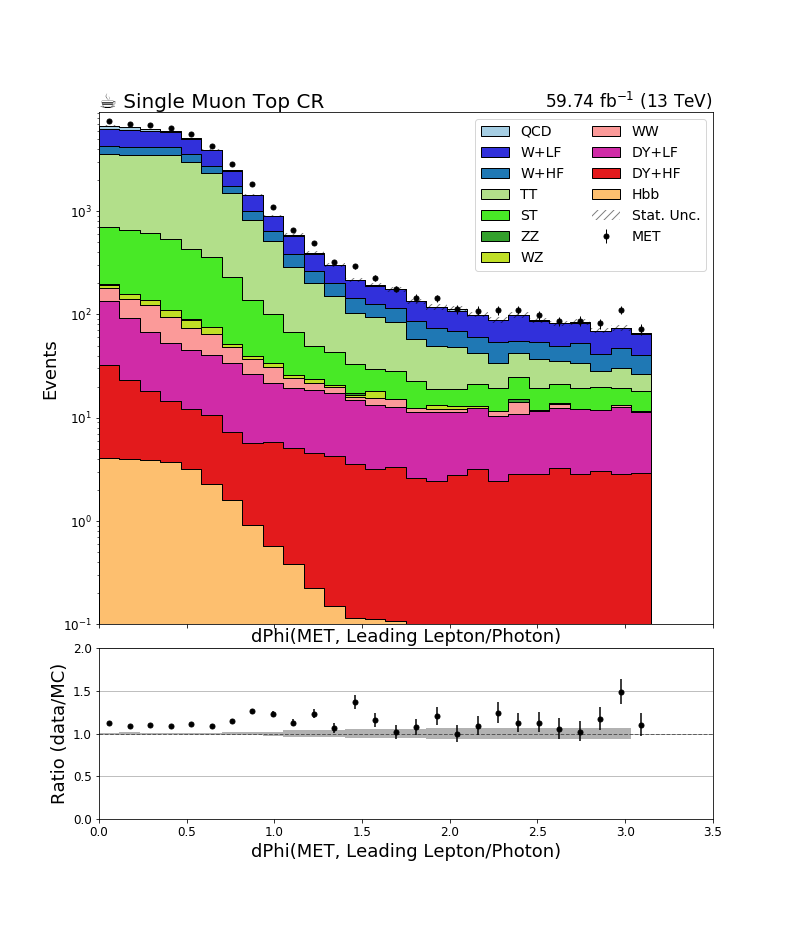 ☕ Single Muon Top CR 59.74 fb⁻¹ (13 TeV)
QCD WW
W+LF DY+LF
W+HF DY+HF
TT Hbb
ST Stat. Unc.
ZZ MET
WZ
Events
10³
10²
10¹
10⁰
10⁻¹
dPhi(MET, Leading Lepton/Photon)
Ratio (data/MC)
2.0
1.5
1.0
0.5
0.0
0.0 0.5 1.0 1.5 2.0 2.5 3.0 3.5
dPhi(MET, Leading Lepton/Photon)